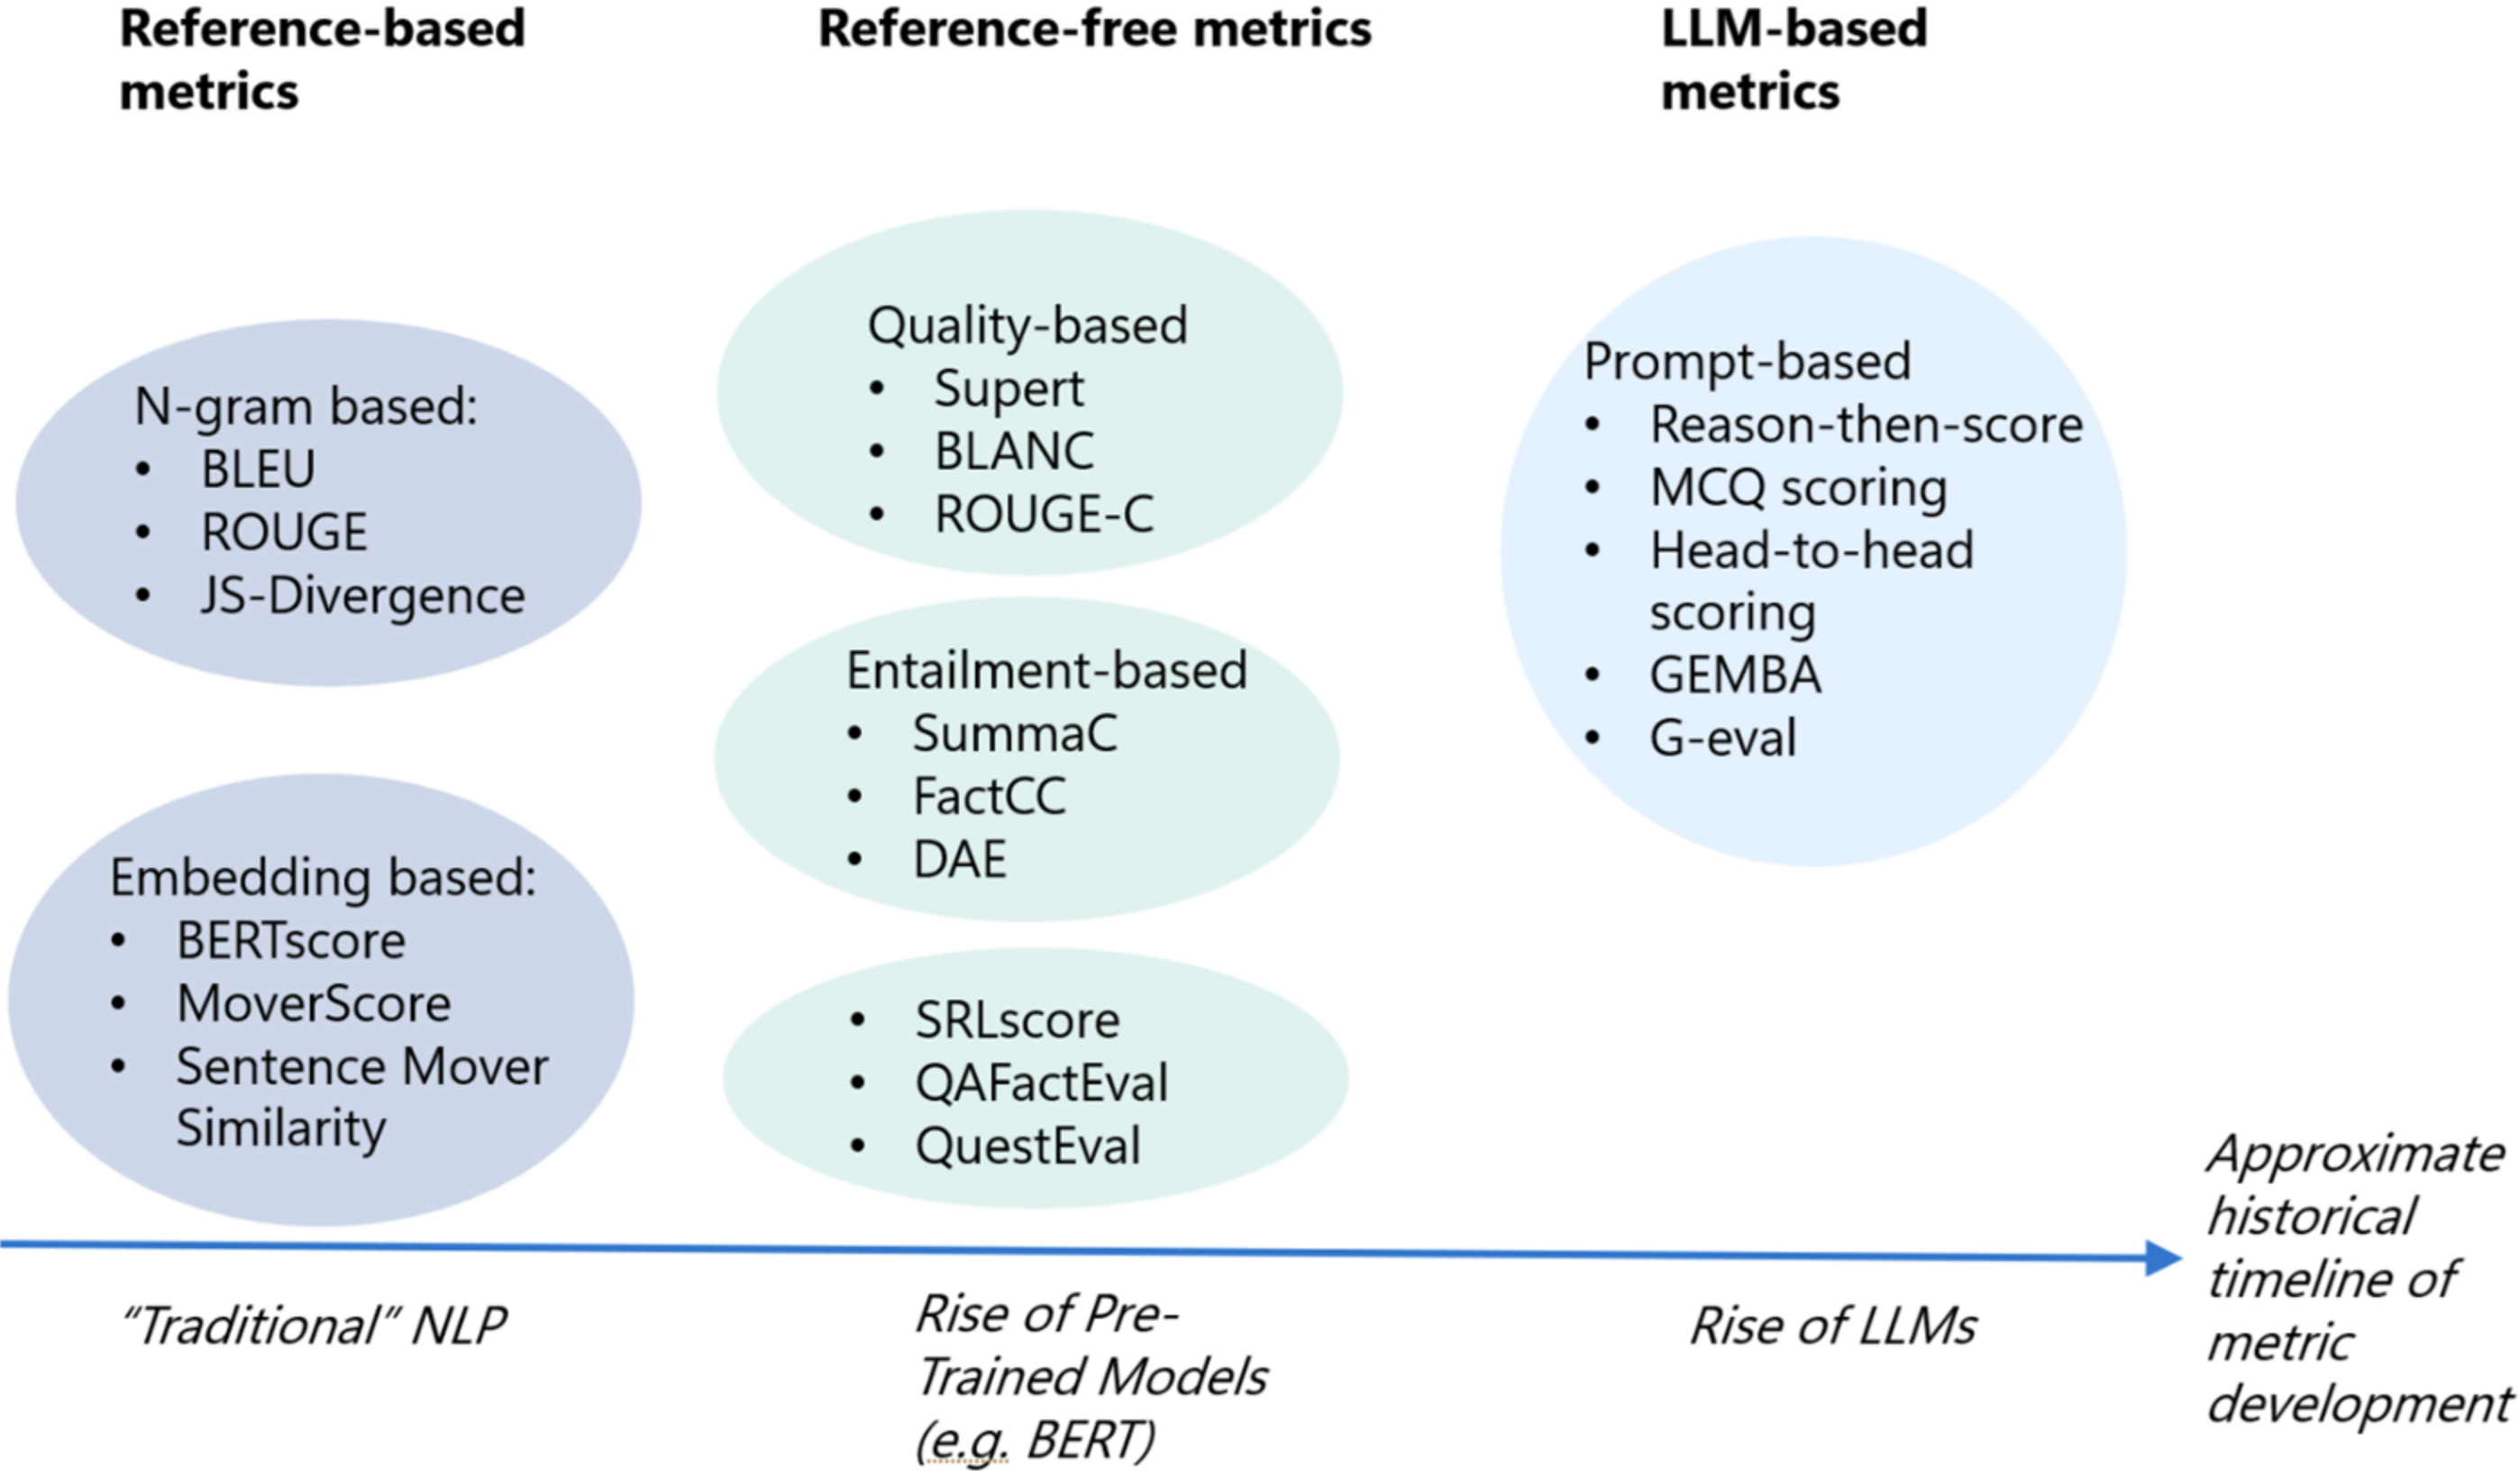 Reference-based
metrics
N-gram based:
• BLEU
• ROUGE
• JS-Divergence
Embedding based:
• BERTscore
• MoverScore
• Sentence Mover
Similarity
Reference-free metrics
Quality-based
• Supert
• BLANC
• ROUGE-C
Entailment-based
• SummaC
• FactCC
• DAE
• SRLscore
• QAFactEval
• QuestEval
LLM-based
metrics
Prompt-based
• Reason-then-score
• MCQ scoring
• Head-to-head
scoring
• GEMBA
• G-eval
“Traditional” NLP
Rise of Pre-
Trained Models
(e.g. BERT)
Rise of LLMs
Approximate
historical
timeline of
metric
development